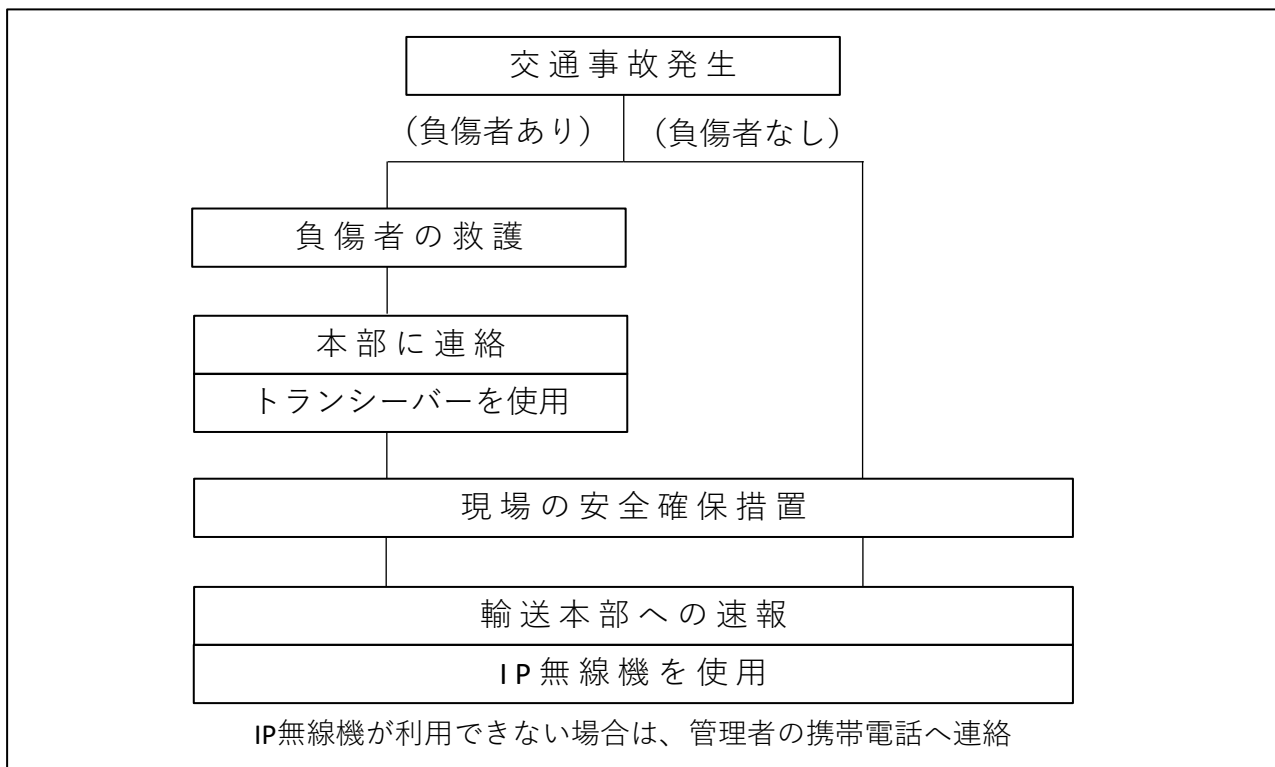 交通事故発生
（負傷者あり）
（負傷者なし）
負傷者の救護
本部に連絡
トランシーバーを使用
現場の安全確保措置
輸送本部への速報
IP無線機を使用
IP無線機が利用できない場合は、管理者の携帯電話へ連絡